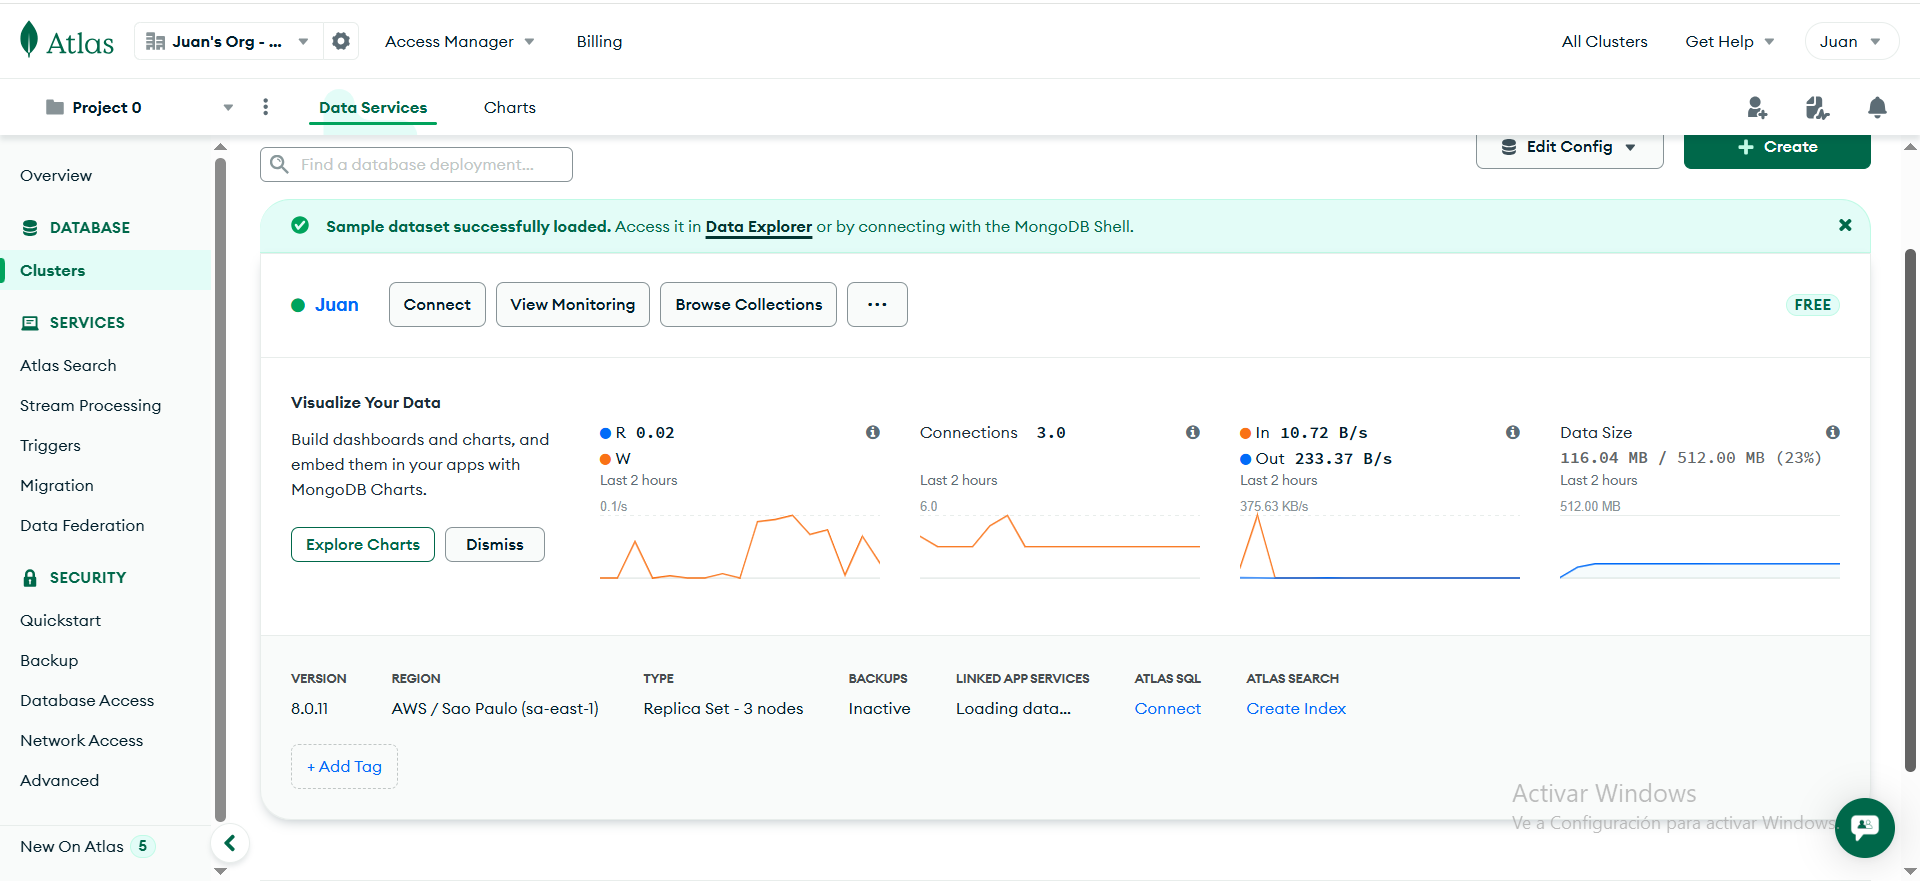 Atlas
Juan's Org - ...
Access Manager
Billing
All Clusters
Get Help
Juan
Project 0
Data Services
Charts
Overview
DATABASE
Clusters
SERVICES
Atlas Search
Stream Processing
Triggers
Migration
Data Federation
SECURITY
Quickstart
Backup
Database Access
Network Access
Advanced
New On Atlas 5
Find a database deployment...
Edit Config
+ Create
Sample dataset successfully loaded. Access it in Data Explorer or by connecting with the MongoDB Shell.
Juan
Connect
View Monitoring
Browse Collections
...
FREE
Visualize Your Data
Build dashboards and charts, and
embed them in your apps with
MongoDB Charts.
Explore Charts
Dismiss
R 0.02
W
Last 2 hours
0.1/s
Connections 3.0
Last 2 hours
6.0
In 10.72 B/s
Out 233.37 B/s
Last 2 hours
375.63 KB/s
Data Size
116.04 MB / 512.00 MB (23%)
Last 2 hours
512.00 MB
VERSION
8.0.11
REGION
AWS / Sao Paulo (sa-east-1)
TYPE
Replica Set - 3 nodes
BACKUPS
Inactive
LINKED APP SERVICES
Loading data...
ATLAS SQL
Connect
ATLAS SEARCH
Create Index
+ Add Tag
Activar Windows
Ve a Configuración para activar Windows.